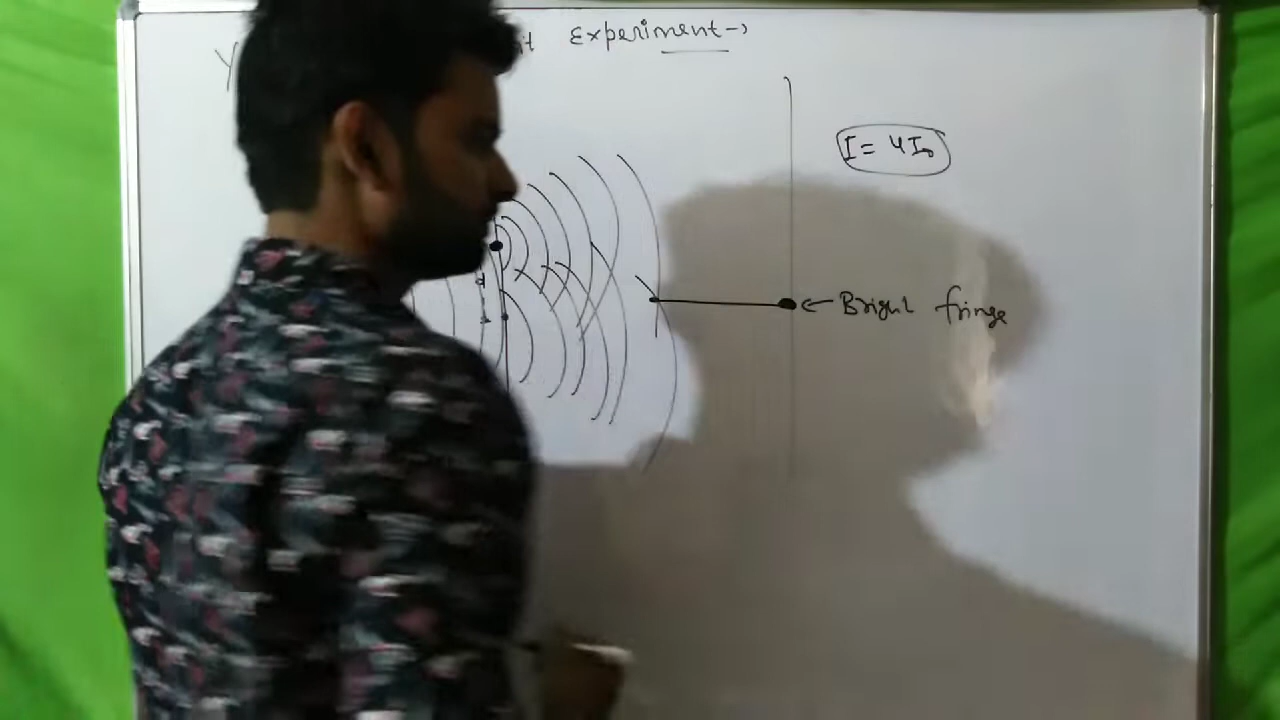 Experiment →
I = 4I₀
d
← Bright fringe